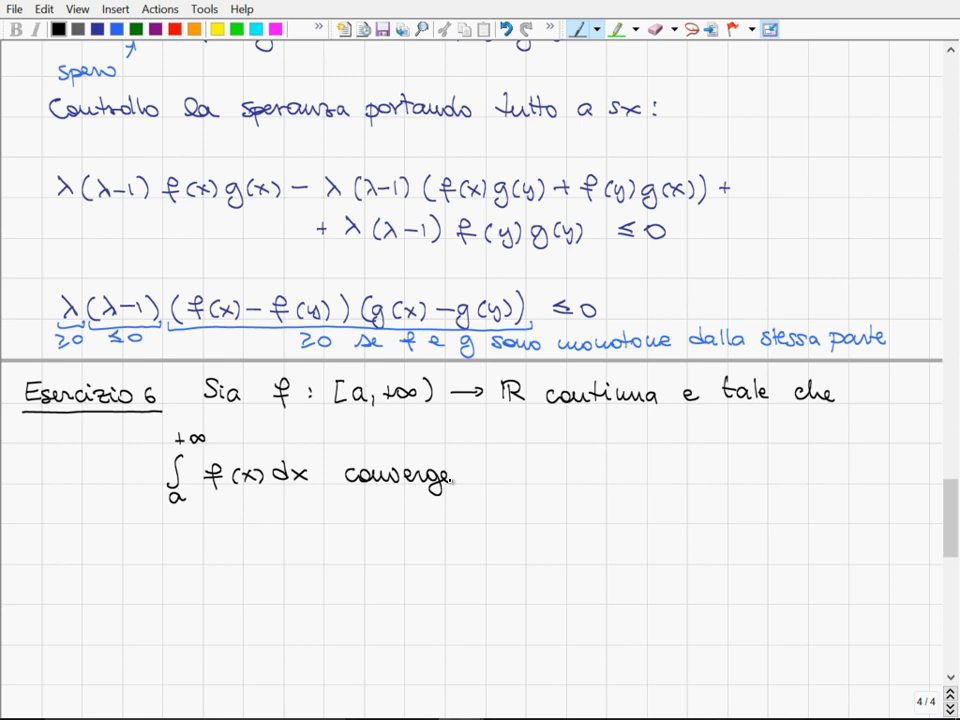 File Edit View Insert Actions Tools Help
B I
spero
Controllo la speranza portando tutto a sx:
λ(λ-1) f(x)g(x) - λ(λ-1) (f(x)g(y) + f(y)g(x)) +
+ λ(λ-1) f(y)g(y) ≤ 0
λ(λ-1)(f(x)-f(y))(g(x)-g(y)) ≤ 0
≥0 ≤0 ≥0 se f e g sono monotone dalla stessa parte
Esercizio 6 Sia f : [a,+∞) → ℝ continua e tale che
+∞
∫ f(x)dx converge
a
4/4